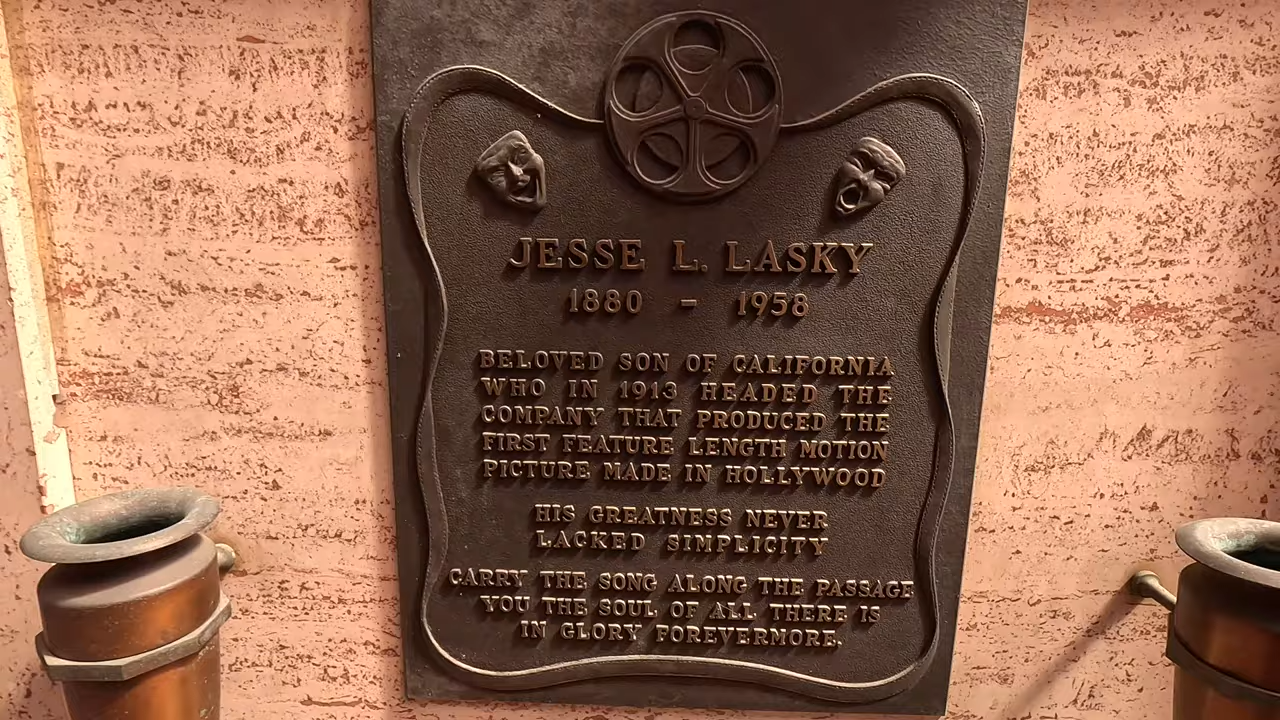 JESSE L. LASKY
1880 - 1958
BELOVED SON OF CALIFORNIA
WHO IN 1913 HEADED THE
COMPANY THAT PRODUCED THE
FIRST FEATURE LENGTH MOTION
PICTURE MADE IN HOLLYWOOD
HIS GREATNESS NEVER
LACKED SIMPLICITY
CARRY THE SONG ALONG THE PASSAGE
YOU THE SOUL OF ALL THERE IS
IN GLORY FOREVERMORE.